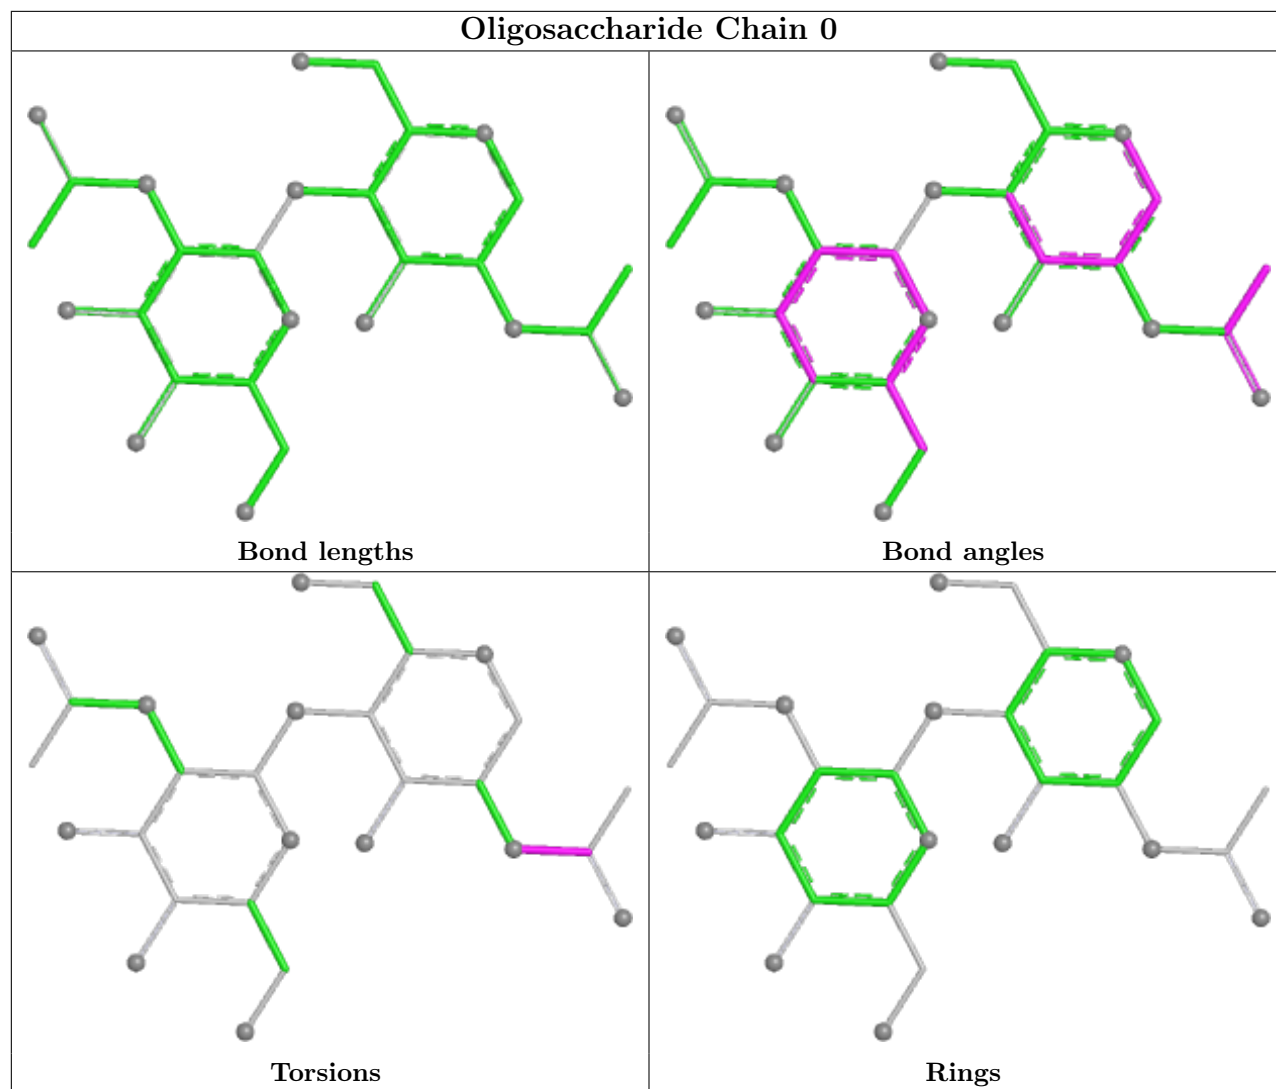 Oligosaccharide Chain 0
Bond lengths
Bond angles
Torsions
Rings